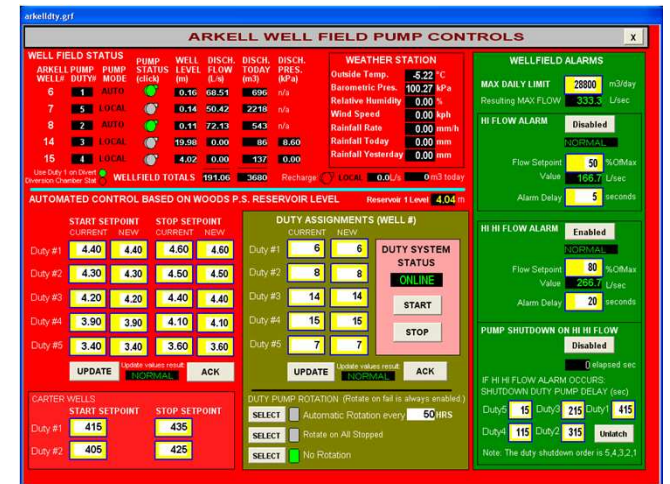 arkelldty.grf
ARKELL WELL FIELD PUMP CONTROLS
X
WELL FIELD STATUS
ARKELL WELL# PUMP DUTY# PUMP MODE PUMP STATUS (click) WELL LEVEL (m) DISCH. FLOW (L/s) DISCH. TODAY (m3) DISCH. PRES. (kPa)
6 1 AUTO 0.16 68.51 696 n/a
7 5 LOCAL 0.14 50.42 2218 n/a
8 2 AUTO 0.11 72.13 543 n/a
14 3 LOCAL 19.98 0.00 86 8.60
15 4 LOCAL 4.02 0.00 137 0.00
Use Duty 1 on Divert
Diversion Chamber Stat
WELLFIELD TOTALS 191.06 3680 Recharge LOCAL 0.0 L/s 0 m3 today
WEATHER STATION
Outside Temp. -5.22 °C
Barometric Pres. 100.27 kPa
Relative Humidity 0.00 %
Wind Speed 0.00 kph
Rainfall Rate 0.00 mm/h
Rainfall Today 0.00 mm
Rainfall Yesterday 0.00 mm
AUTOMATED CONTROL BASED ON WOODS P.S. RESERVOIR LEVEL Reservoir 1 Level 4.04 m
START SETPOINT STOP SETPOINT
CURRENT NEW CURRENT NEW
Duty #1 4.40 4.40 4.60 4.60
Duty #2 4.30 4.30 4.50 4.50
Duty #3 4.20 4.20 4.40 4.40
Duty #4 3.90 3.90 4.10 4.10
Duty #5 3.40 3.40 3.60 3.60
UPDATE Update values result: NORMAL ACK
CARTER WELLS
START SETPOINT STOP SETPOINT
Duty #1 415 435
Duty #2 405 425
DUTY ASSIGNMENTS (WELL #)
CURRENT NEW
Duty #1 6 6
Duty #2 8 8
Duty #3 14 14
Duty #4 15 15
Duty #5 7 7
UPDATE Update values result: NORMAL ACK
DUTY SYSTEM STATUS
ONLINE
START
STOP
DUTY PUMP ROTATION (Rotate on fail is always enabled.)
SELECT Automatic Rotation every 50 HRS
SELECT Rotate on All Stopped
SELECT No Rotation
WELLFIELD ALARMS
MAX DAILY LIMIT 28800 m3/day
Resulting MAX FLOW 333.3 L/sec
HI FLOW ALARM Disabled
NORMAL
Flow Setpoint 50 %OfMax
Value 166.7 L/sec
Alarm Delay 5 seconds
HI HI FLOW ALARM Enabled
NORMAL
Flow Setpoint 80 %OfMax
Value 266.7 L/sec
Alarm Delay 20 seconds
PUMP SHUTDOWN ON HI HI FLOW
Disabled
0 elapsed sec
IF HI HI FLOW ALARM OCCURS:
SHUTDOWN DUTY PUMP DELAY (sec)
Duty5 15 Duty3 215 Duty1 415
Duty4 115 Duty2 315 Unlatch
Note: The duty shutdown order is 5,4,3,2,1